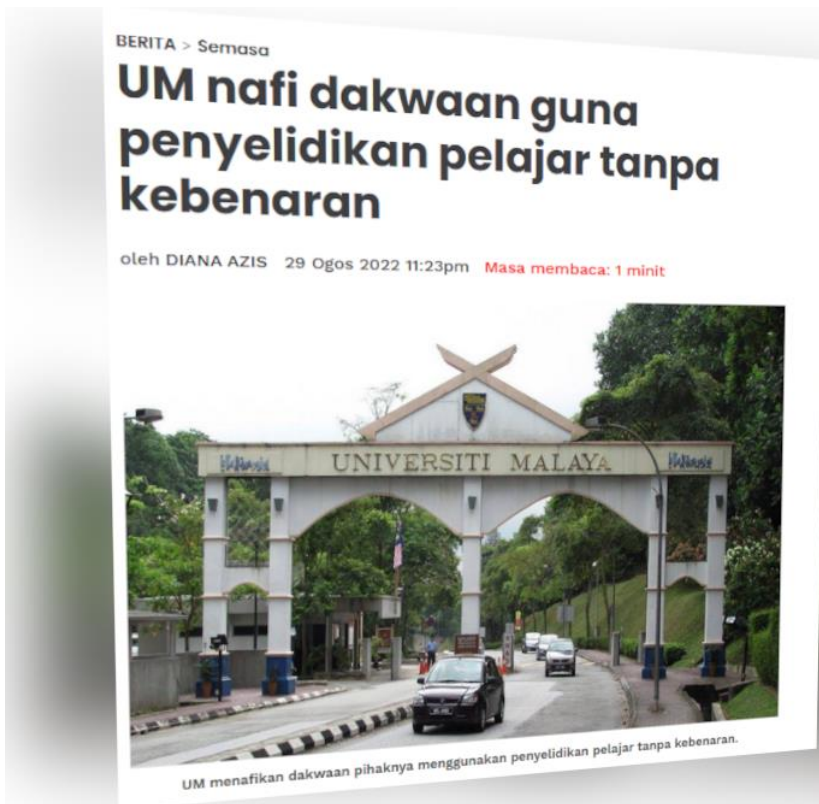 BERITA > Semasa
UM nafi dakwaan guna
penyelidikan pelajar tanpa
kebenaran
oleh DIANA AZIS 29 Ogos 2022 11:23pm Masa membaca: 1 minit
UNIVERSITI MALAYA
UM menafikan dakwaan pihaknya menggunakan penyelidikan pelajar tanpa kebenaran.